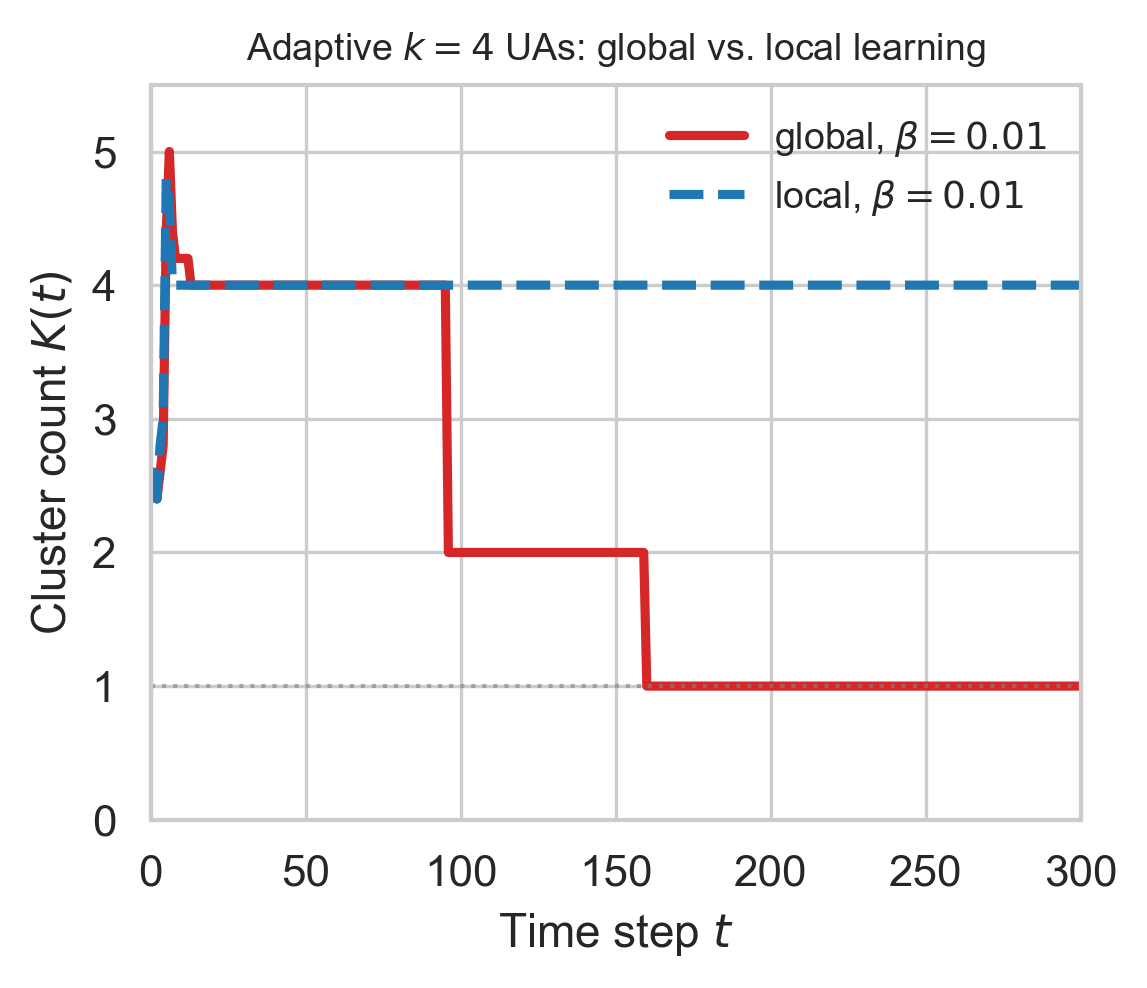 Adaptive k = 4 UAs: global vs. local learning
global, β = 0.01
local, β = 0.01
Cluster count K(t)
5
4
3
2
1
0
0 50 100 150 200 250 300
Time step t